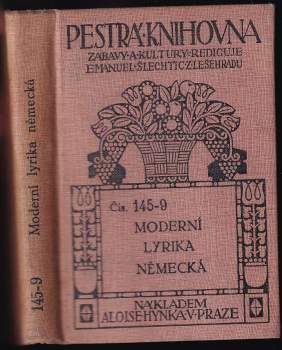 145-9 Moderní lyrika německá
PESTRÁ·KNIHOVNA
ZÁBAVY·A·KULTURY·REDIGUJE
EMANUEL·ŠLECHTIC·Z·LEŠEHRADU
Čís. 145-9
MODERNÍ
LYRIKA
NĚMECKÁ
NÁKLADEM
ALOISE·HYNKA·V·PRAZE